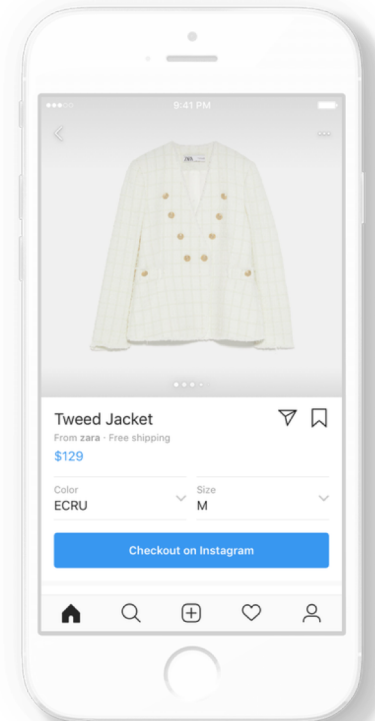 9:41 PM
ZARA
Tweed Jacket
From zara · Free shipping
$129
Color
Size
ECRU
M
Checkout on Instagram